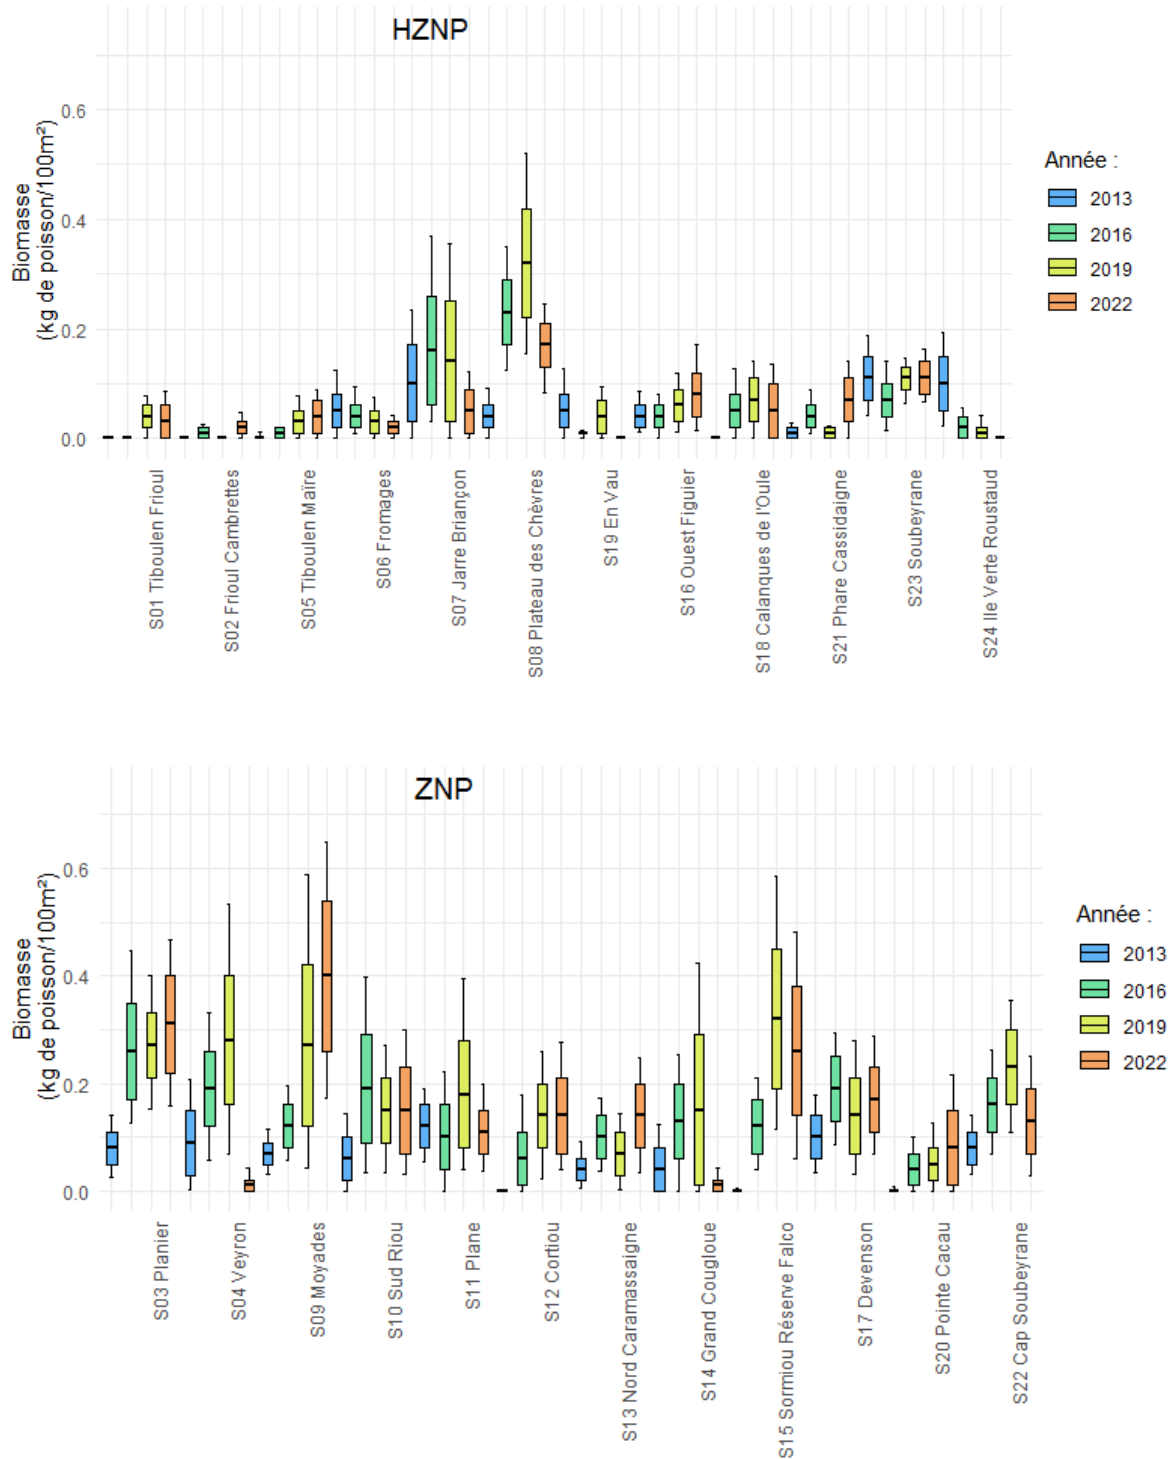 HZNP
Biomasse
(kg de poisson/100m²)
0.6
0.4
0.2
0.0
S01 Tiboulen Frioul
S02 Frioul Cambrettes
S05 Tiboulen Maïre
S06 Fromages
S07 Jarre Briançon
S08 Plateau des Chèvres
S19 En Vau
S16 Ouest Figuier
S18 Calanques de l'Oule
S21 Phare Cassidaigne
S23 Soubeyrane
S24 Ile Verte Roustaud
Année :
2013
2016
2019
2022
ZNP
Biomasse
(kg de poisson/100m²)
0.6
0.4
0.2
0.0
S03 Planier
S04 Veyron
S09 Moyades
S10 Sud Riou
S11 Plane
S12 Cortiou
S13 Nord Caramassaigne
S14 Grand Cougloue
S15 Sormiou Réserve Falco
S17 Devenson
S20 Pointe Cacau
S22 Cap Soubeyrane
Année :
2013
2016
2019
2022